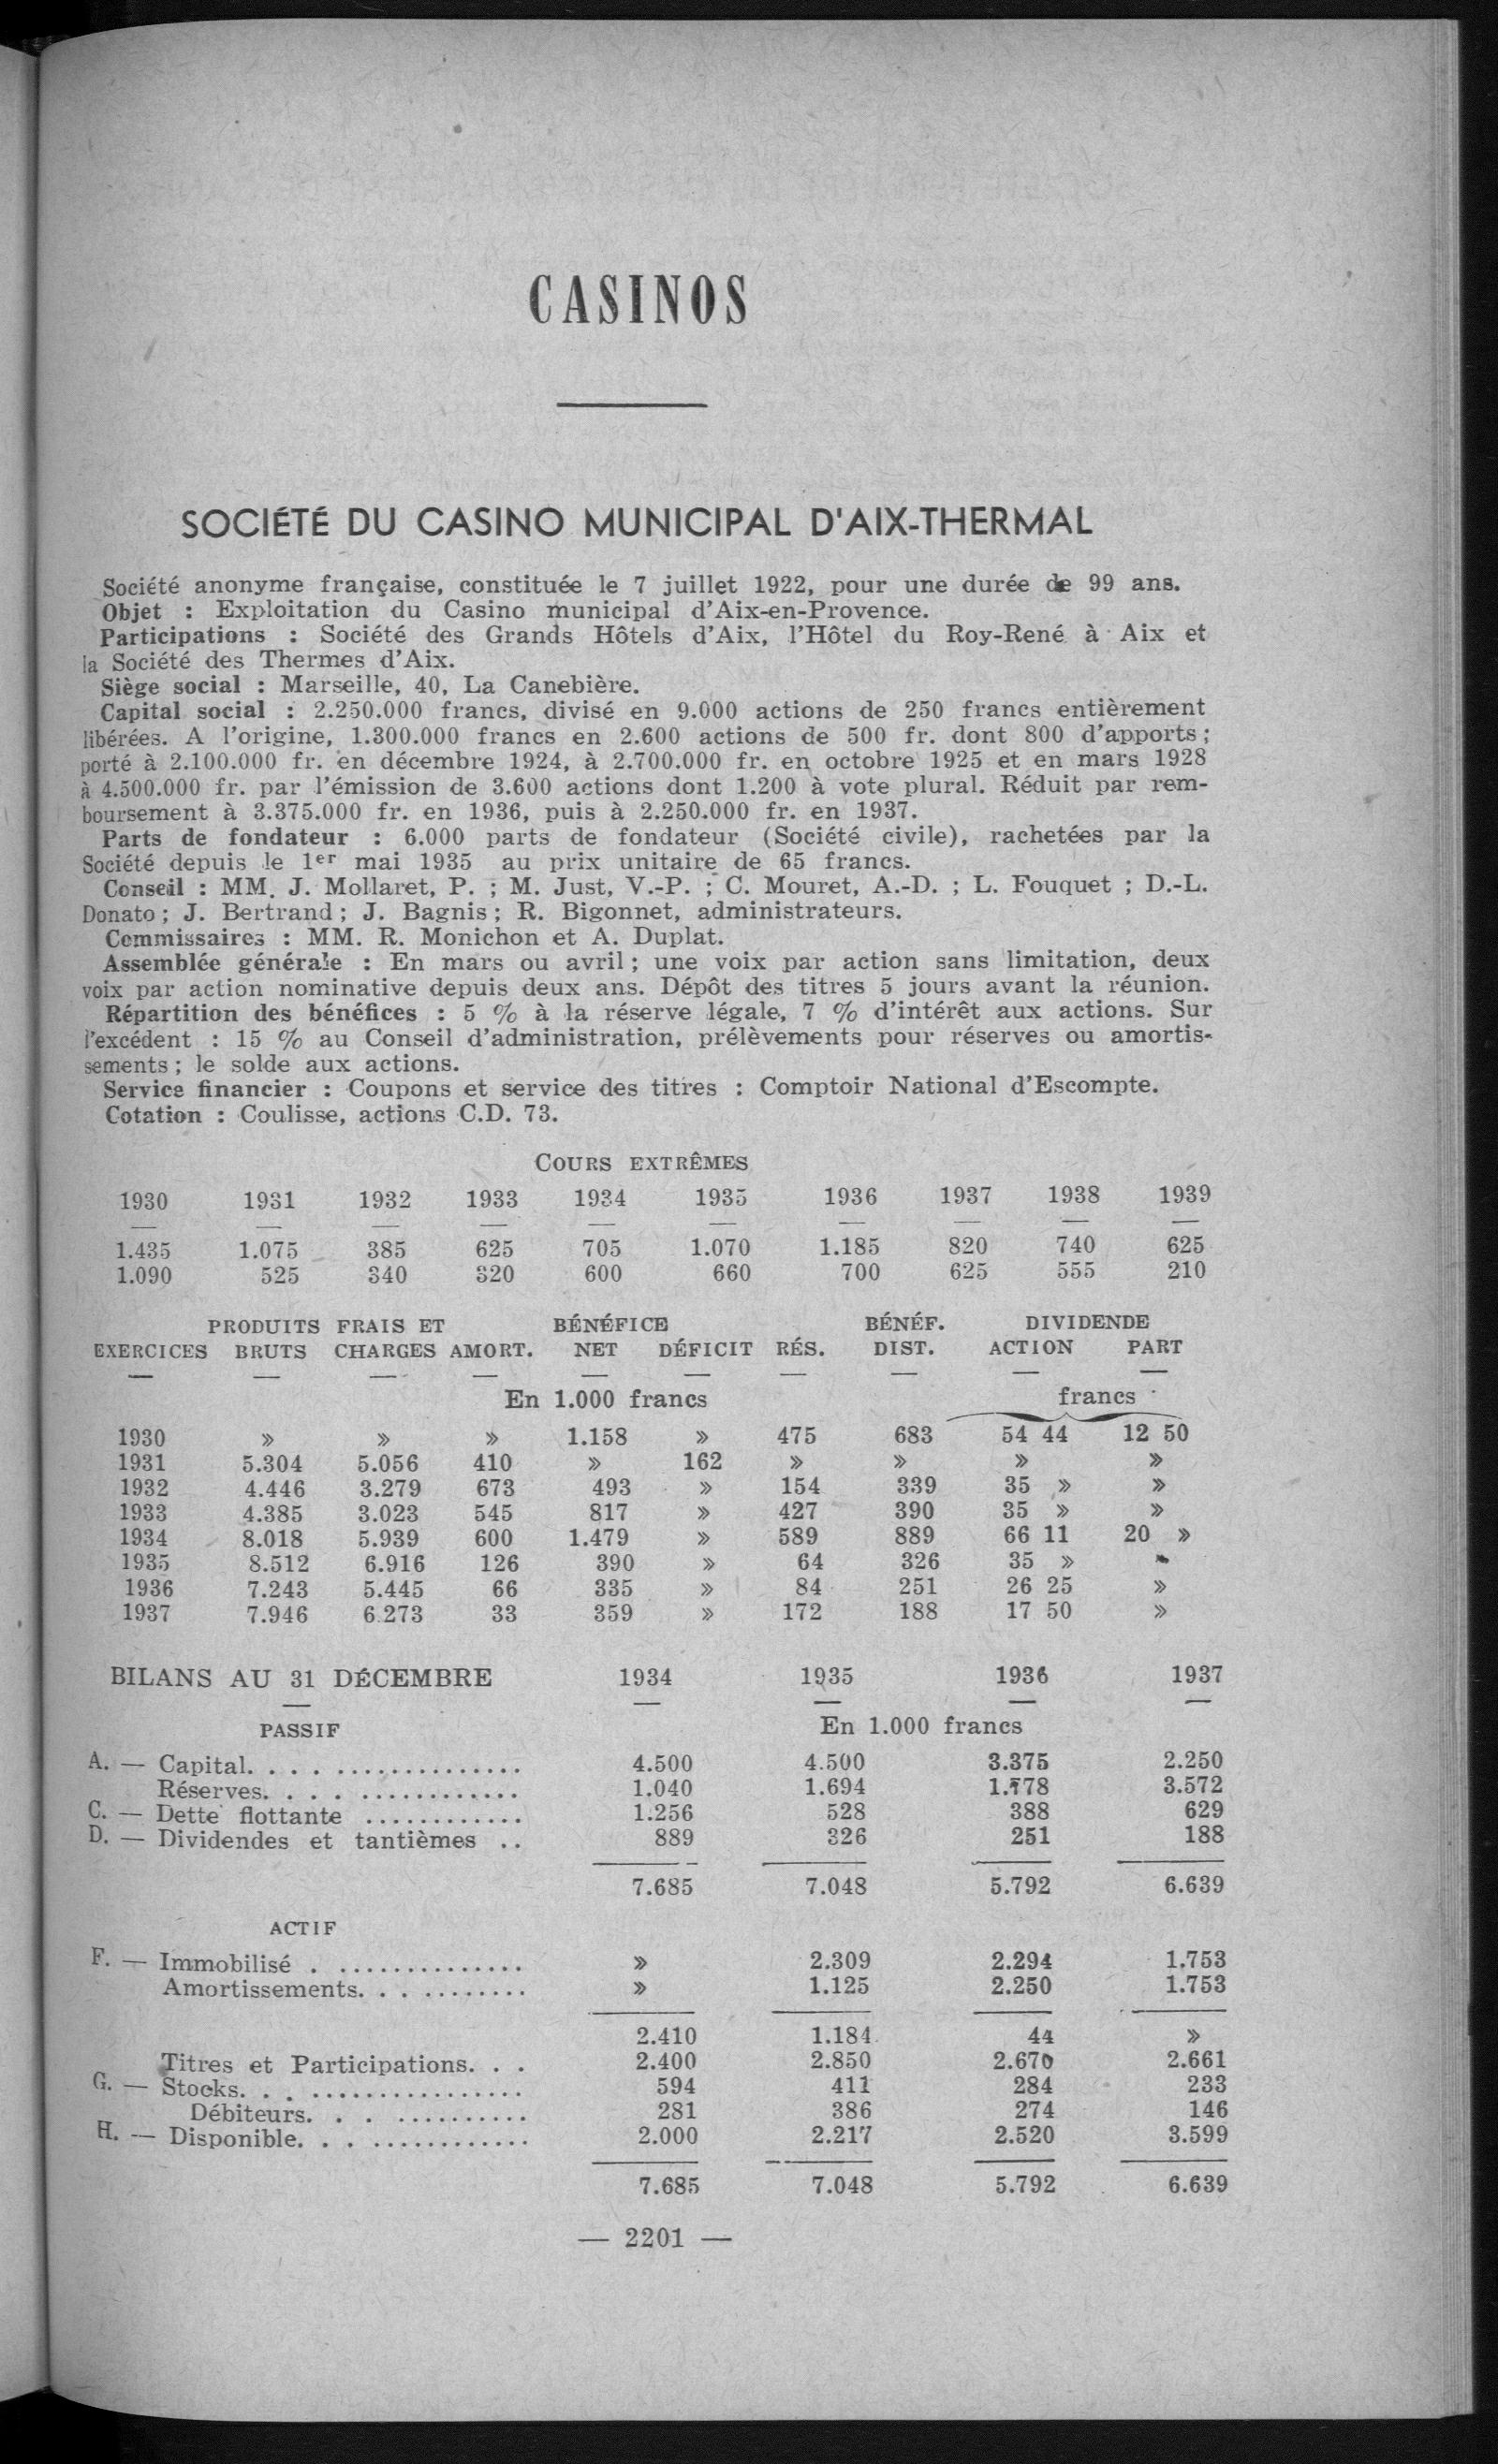 CASINOS
SOCIÉTÉ DU CASINO MUNICIPAL D'AIX-THERMAL
Société anonyme française, constituée le 7 juillet 1922, pour une durée de 99 ans.
Objet : Exploitation du Casino municipal d'Aix-en-Provence.
Participations : Société des Grands Hôtels d'Aix, l'Hôtel du Roy-René à Aix et
la Société des Thermes d'Aix.
Siège social : Marseille, 40, La Canebière.
Capital social : 2.250.000 francs, divisé en 9.000 actions de 250 francs entièrement
libérées. A l'origine, 1.300.000 francs en 2.600 actions de 500 fr. dont 800 d'apports;
porté à 2.100.000 fr. en décembre 1924, à 2.700.000 fr. en octobre 1925 et en mars 1928
à 4.500.000 fr. par l'émission de 3.600 actions dont 1.200 à vote plural. Réduit par rem-
boursement à 3.375.000 fr. en 1936, puis à 2.250.000 fr. en 1937.
Parts de fondateur : 6.000 parts de fondateur (Société civile), rachetées par la
Société depuis le 1er mai 1935 au prix unitaire de 65 francs.
Conseil : MM. J. Mollaret, P. ; M. Just, V.-P. ; C. Mouret, A.-D. ; L. Fouquet ; D.-L.
Donato; J. Bertrand; J. Bagnis; R. Bigonnet, administrateurs.
Commissaires : MM. R. Monichon et A. Duplat.
Assemblée générale : En mars ou avril; une voix par action sans limitation, deux
voix par action nominative depuis deux ans. Dépôt des titres 5 jours avant la réunion.
Répartition des bénéfices : 5 % à la réserve légale, 7 % d'intérêt aux actions. Sur
l'excédent : 15 % au Conseil d'administration, prélèvements pour réserves ou amortis-
sements; le solde aux actions.
Service financier : Coupons et service des titres : Comptoir National d'Escompte.
Cotation : Coulisse, actions C.D. 73.
COURS EXTRÊMES
1930 1931 1932 1933 1934 1935 1936 1937 1938 1939
1.435 1.075 385 625 705 1.070 1.185 820 740 625
1.090 525 340 320 600 660 700 625 555 210
PRODUITS FRAIS ET BÉNÉFICE BÉNÉF. DIVIDENDE
EXERCICES BRUTS CHARGES AMORT. NET DÉFICIT RÉS. DIST. ACTION PART
En 1.000 francs francs
1930 » » » 1.158 » 475 683 54 44 12 50
1931 5.304 5.056 410 » 162 » » » »
1932 4.446 3.279 673 493 » 154 339 35 » »
1933 4.385 3.023 545 817 » 427 390 35 » »
1934 8.018 5.939 600 1.479 » 589 889 66 11 20 »
1935 8.512 6.916 126 390 » 64 326 35 » »
1936 7.243 5.445 66 335 » 84 251 26 25 »
1937 7.946 6.273 33 359 » 172 188 17 50 »
BILANS AU 31 DÉCEMBRE 1934 1935 1936 1937
PASSIF En 1.000 francs
A. — Capital. . . . .............. 4.500 4.500 3.375 2.250
Réserves. . . . ............ 1.040 1.694 1.778 3.572
C. — Dette flottante ............ 1.256 528 388 629
D. — Dividendes et tantièmes .. 889 326 251 188
7.685 7.048 5.792 6.639
ACTIF
F. — Immobilisé . .............. » 2.309 2.294 1.753
Amortissements. . . ......... » 1.125 2.250 1.753
2.410 1.184 44 »
Titres et Participations. . . 2.400 2.850 2.670 2.661
G. — Stocks. . . ................ 594 411 284 233
Débiteurs. . . .......... 281 386 274 146
H. — Disponible. . . ............ 2.000 2.217 2.520 3.599
7.685 7.048 5.792 6.639
— 2201 —